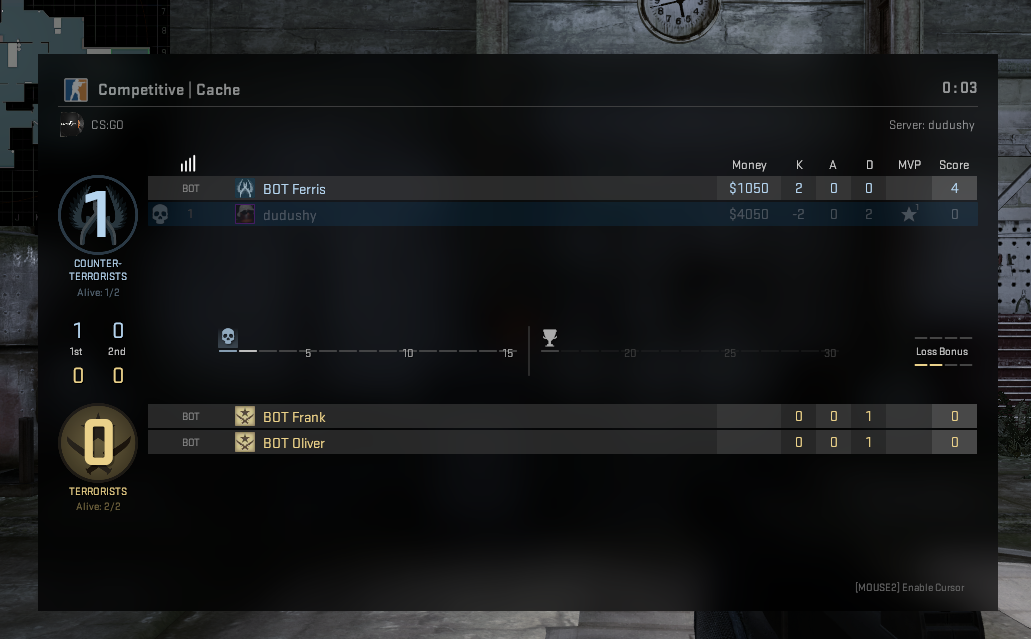 Competitive | Cache
0:03
CS:GO
Server: dudushy
Money K A D MVP Score
BOT BOT Ferris $1050 2 0 0 4
1 dudushy $4050 -2 0 2 1 0
1
COUNTER-
TERRORISTS
Alive: 1/2
1 0
1st 2nd
0 0
5 10 15 20 25 30
Loss Bonus
BOT BOT Frank 0 0 1 0
BOT BOT Oliver 0 0 1 0
0
TERRORISTS
Alive: 2/2
[MOUSE2] Enable Cursor